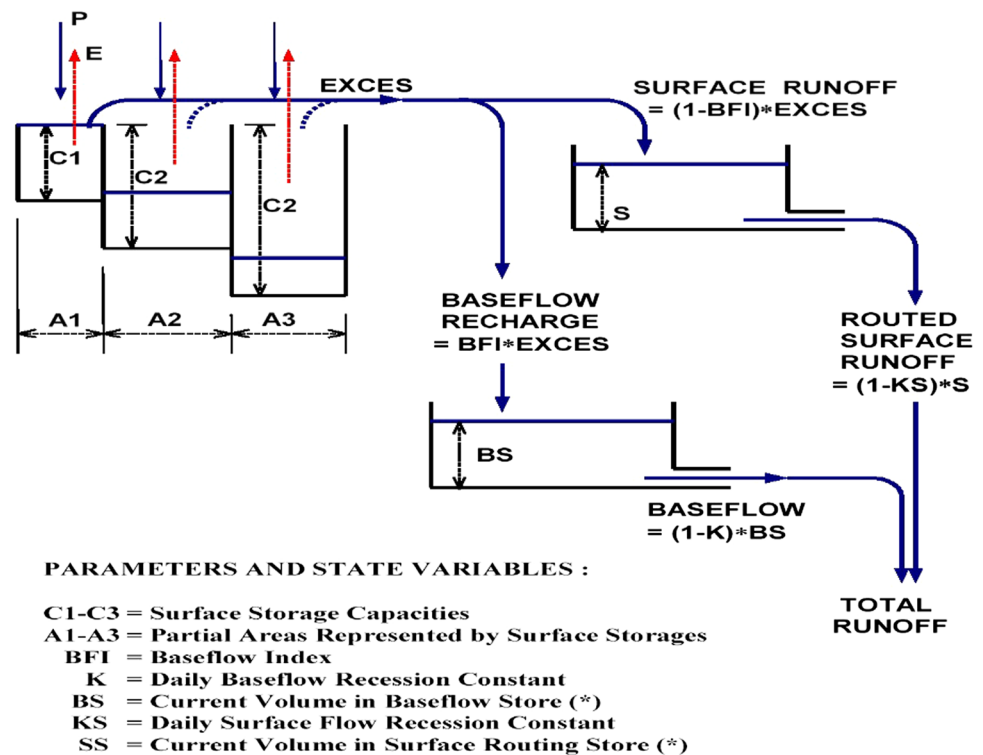 P
E
EXCES
SURFACE RUNOFF
= (1-BFI)*EXCES
C1
C2
C2
S
A1
A2
A3
BASEFLOW
RECHARGE
= BFI*EXCES
ROUTED
SURFACE
RUNOFF
= (1-KS)*S
BS
BASEFLOW
= (1-K)*BS
TOTAL
RUNOFF
PARAMETERS AND STATE VARIABLES :
C1-C3 = Surface Storage Capacities
A1-A3 = Partial Areas Represented by Surface Storages
BFI = Baseflow Index
K = Daily Baseflow Recession Constant
BS = Current Volume in Baseflow Store (*)
KS = Daily Surface Flow Recession Constant
SS = Current Volume in Surface Routing Store (*)